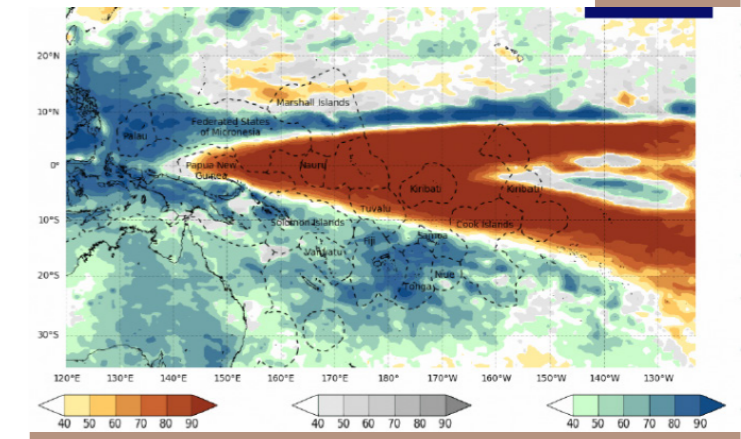 20°N
10°N
Marshall Islands
Federated States
of Micronesia
Palau
0°
Papua New
Guinea
Nauru
Kiribati
Kiribati
Tuvalu
10°S
Solomon Islands
Cook Islands
Samoa
Fiji
Vanuatu
20°S
Niue
Tonga
30°S
120°E 130°E 140°E 150°E 160°E 170°E 180° 170°W 160°W 150°W 140°W 130°W
40 50 60 70 80 90
40 50 60 70 80 90
40 50 60 70 80 90